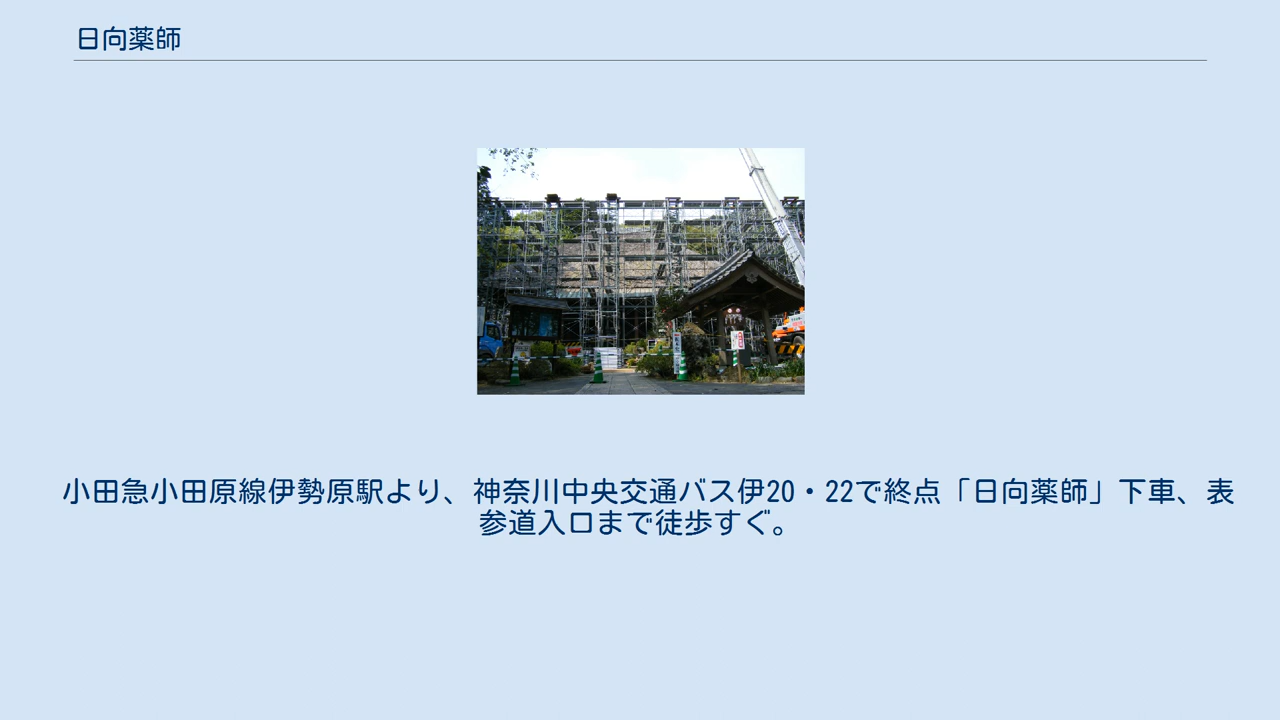 日向薬師
小田急小田原線伊勢原駅より、神奈川中央交通バス伊20・22で終点「日向薬師」下車、表
参道入口まで徒歩すぐ。